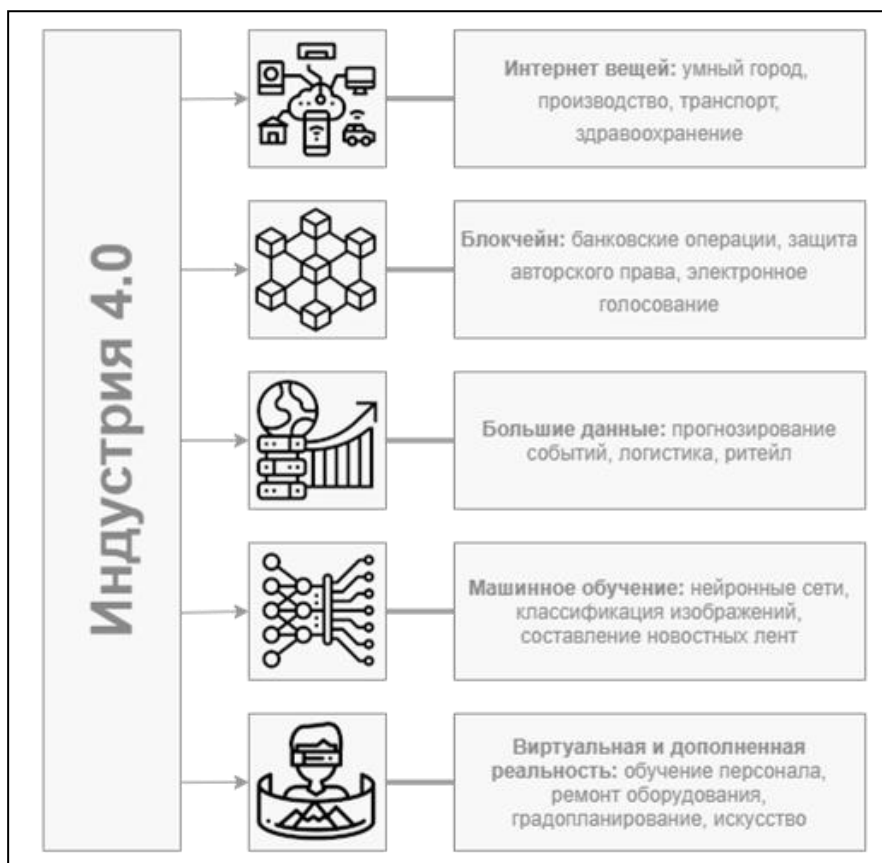 Индустрия 4.0
Интернет вещей: умный город,
производство, транспорт,
здравоохранение
Блокчейн: банковские операции, защита
авторского права, электронное
голосование
Большие данные: прогнозирование
событий, логистика, ритейл
Машинное обучение: нейронные сети,
классификация изображений,
составление новостных лент
Виртуальная и дополненная
реальность: обучение персонала,
ремонт оборудования,
градопланирование, искусство